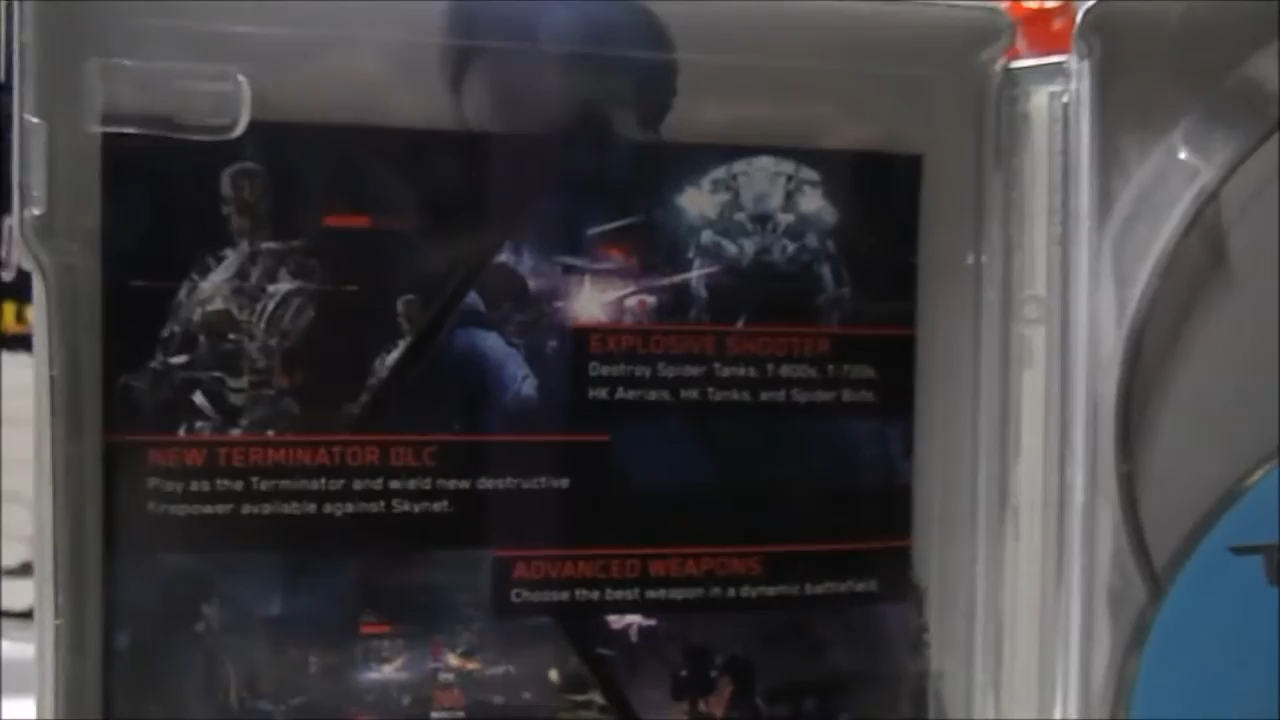 EXPLOSIVE SHOOTER
Destroy Spider Tanks, T-800s, T-700s,
HK Aerials, HK Tanks, and Spider Bots.
NEW TERMINATOR DLC
Play as the Terminator and wield new destructive
firepower available against Skynet.
ADVANCED WEAPONS
Choose the best weapon in a dynamic battlefield.